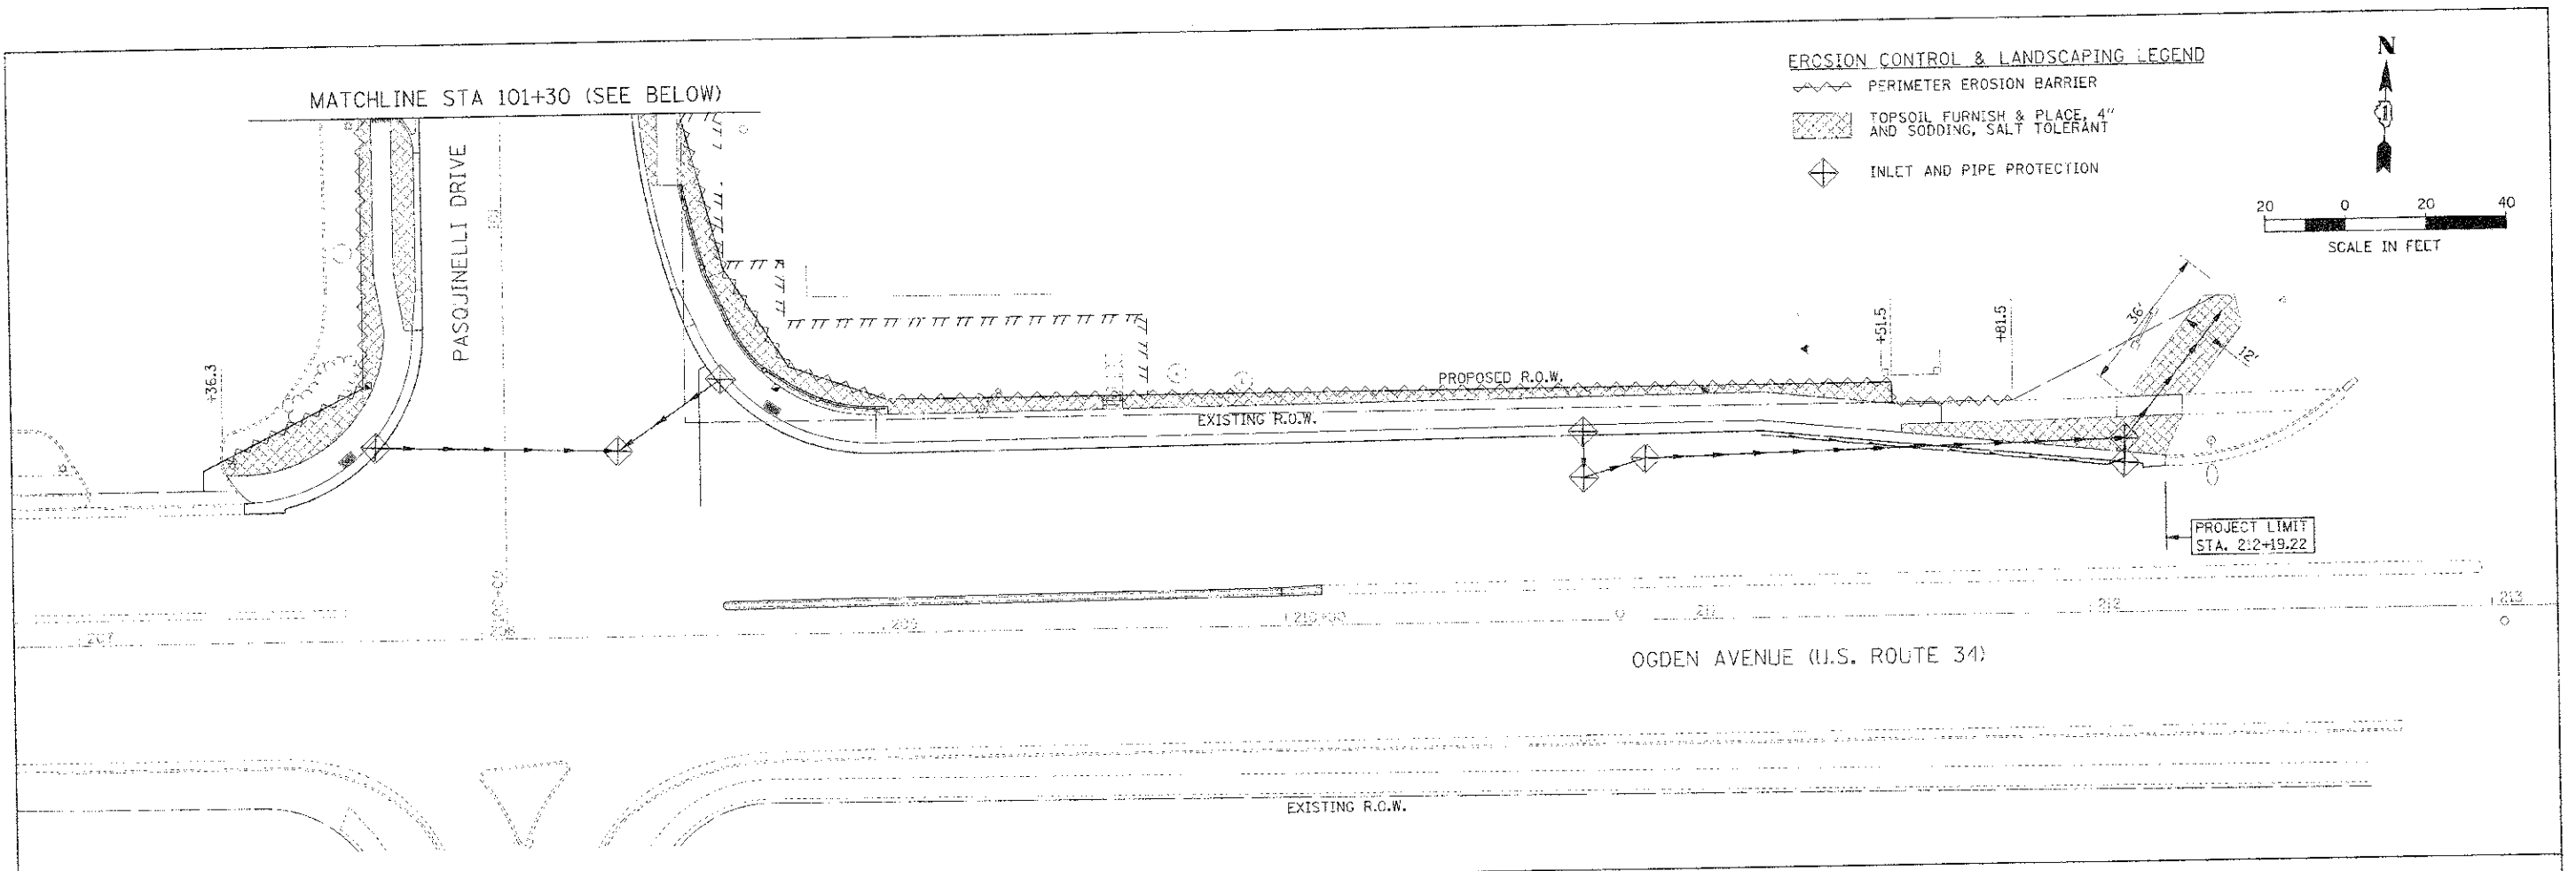 EROSION CONTROL & LANDSCAPING LEGEND
PERIMETER EROSION BARRIER
TOPSOIL FURNISH & PLACE, 4"
AND SODDING, SALT TOLERANT
INLET AND PIPE PROTECTION
N
20 0 20 40
SCALE IN FEET
MATCHLINE STA 101+30 (SEE BELOW)
PASQUINELLI DRIVE
101
+36.3
+51.5
+81.5
36'
12'
PROPOSED R.O.W.
EXISTING R.O.W.
PROJECT LIMIT
STA. 212+19.22
207
208
209
210+00
211
212
213
OGDEN AVENUE (U.S. ROUTE 34)
EXISTING R.O.W.